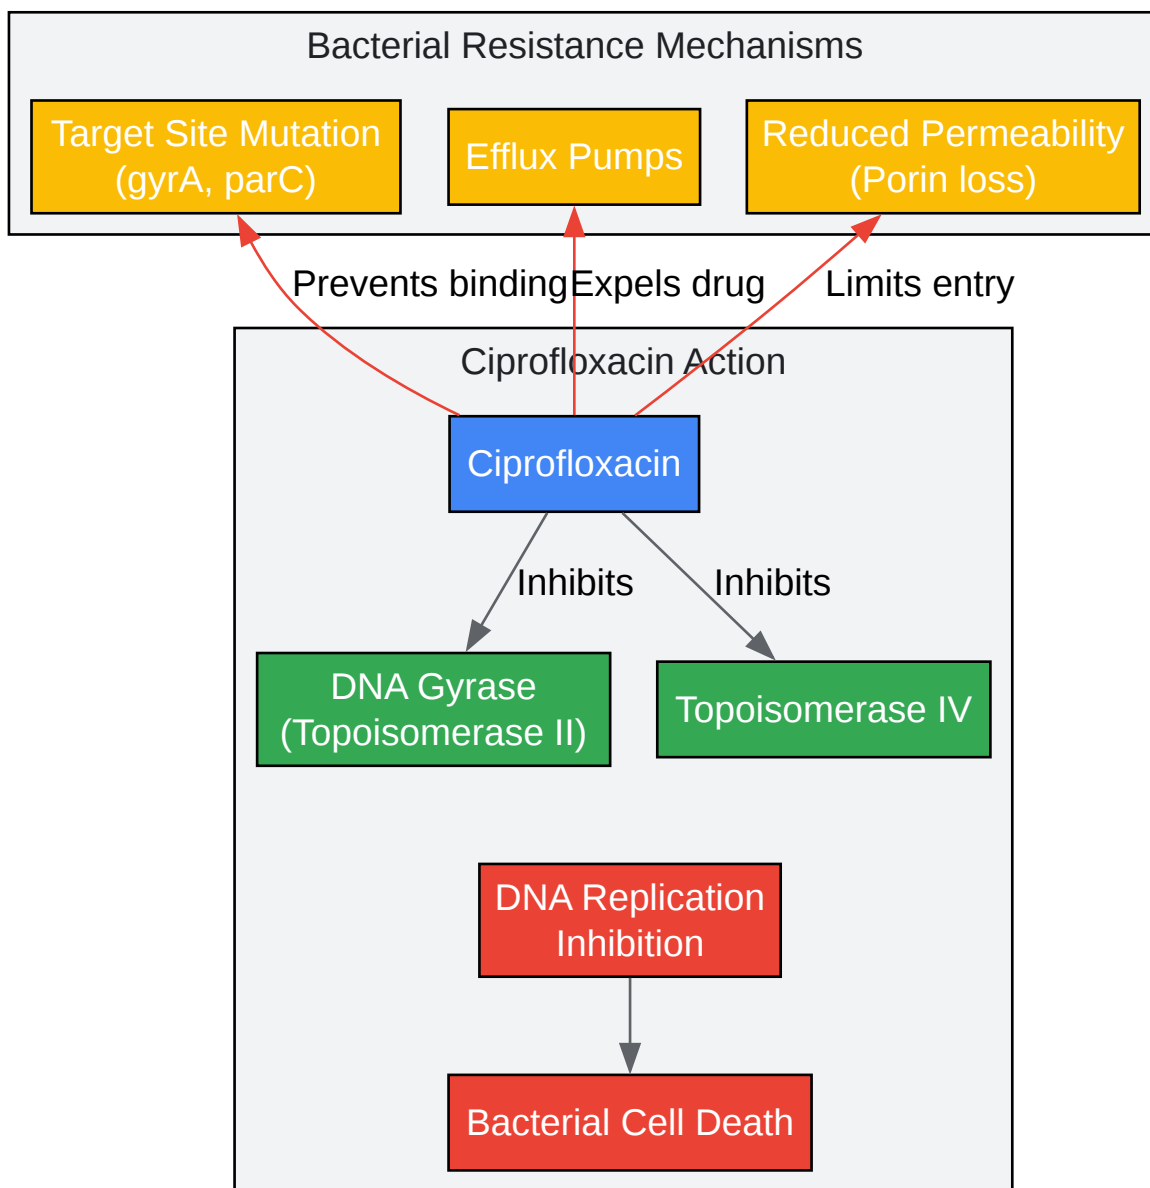 Bacterial Resistance Mechanisms
Target Site Mutation
(gyrA, parC)
Efflux Pumps
Reduced Permeability
(Porin loss)
Prevents binding
Expels drug
Limits entry
Ciprofloxacin Action
Ciprofloxacin
Inhibits
Inhibits
DNA Gyrase
(Topoisomerase II)
Topoisomerase IV
DNA Replication
Inhibition
Bacterial Cell Death